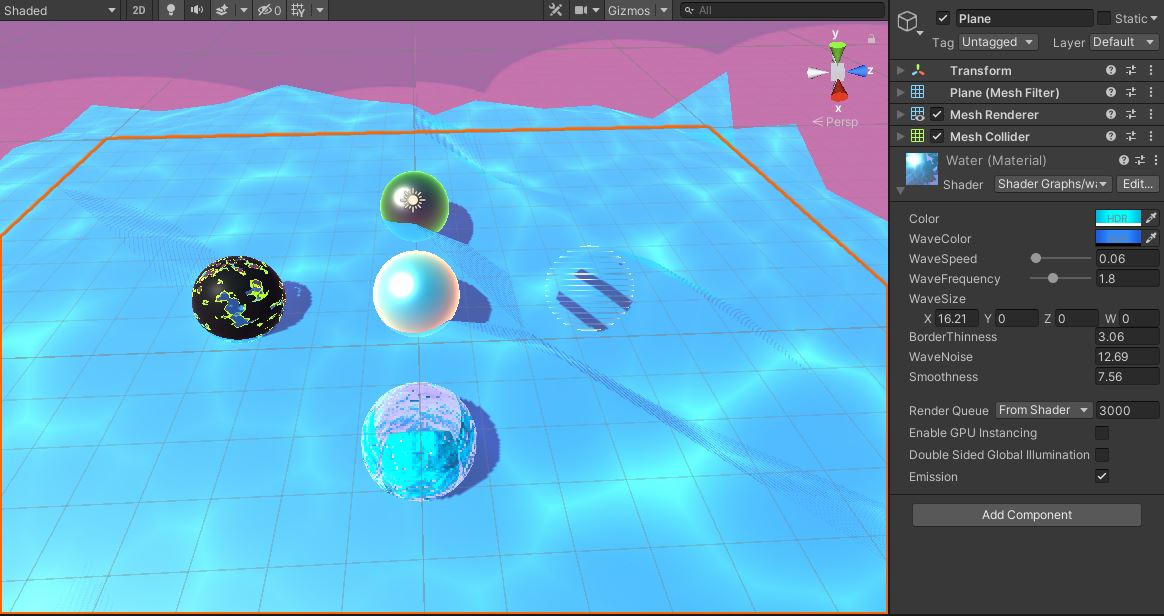 Shaded 2D 0 Gizmos All
y
z
x
Persp
Plane Static
Tag Untagged Layer Default
Transform
Plane (Mesh Filter)
Mesh Renderer
Mesh Collider
Water (Material)
Shader Shader Graphs/wa Edit...
Color HDR
WaveColor
WaveSpeed 0.06
WaveFrequency 1.8
WaveSize
X 16.21 Y 0 Z 0 W 0
BorderThinness 3.06
WaveNoise 12.69
Smoothness 7.56
Render Queue From Shader 3000
Enable GPU Instancing
Double Sided Global Illumination
Emission
Add Component